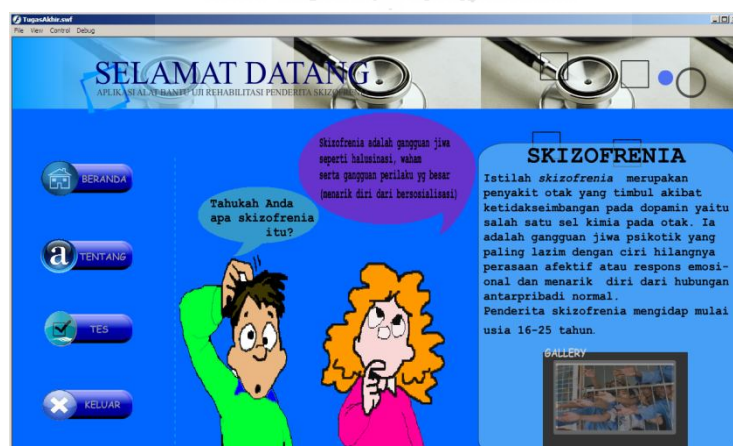 TugasAkhir.swf
File View Control Debug
SELAMAT DATANG
APLIKASI ALAT BANTU UJI REHABILITASI PENDERITA SKIZOFRENIA
BERANDA
a TENTANG
TES
KELUAR
Tahukah Anda
apa skizofrenia
itu?
Skizofrenia adalah gangguan jiwa
seperti halusinasi, waham
serta gangguan perilaku yg besar
(menarik diri dari bersosialisasi)
SKIZOFRENIA
Istilah skizofrenia merupakan
penyakit otak yang timbul akibat
ketidakseimbangan pada dopamin yaitu
salah satu sel kimia pada otak. Ia
adalah gangguan jiwa psikotik yang
paling lazim dengan ciri hilangnya
perasaan afektif atau respons emosi-
onal dan menarik diri dari hubungan
antarpribadi normal.
Penderita skizofrenia mengidap mulai
usia 16-25 tahun.
GALLERY